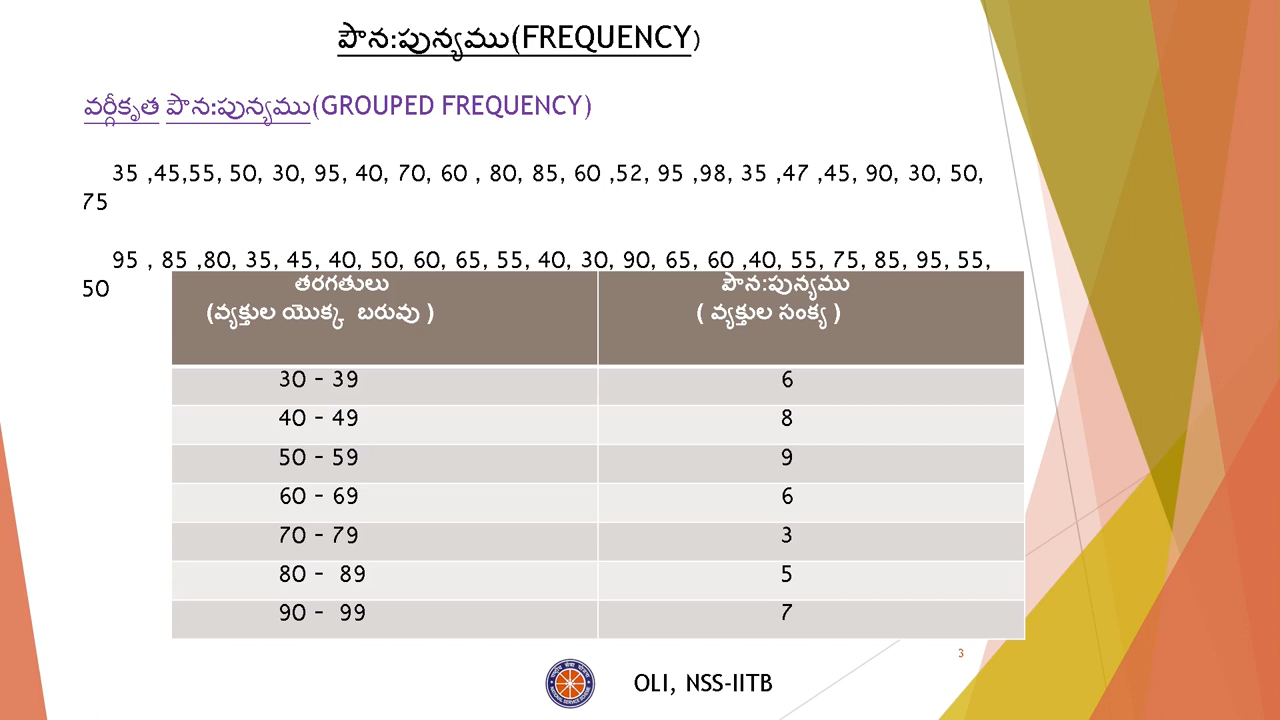 పౌన:పున్యము(FREQUENCY)
వర్గీకృత పౌన:పున్యము(GROUPED FREQUENCY)
35 ,45,55, 50, 30, 95, 40, 70, 60 , 80, 85, 60 ,52, 95 ,98, 35 ,47 ,45, 90, 30, 50,
75
95 , 85 ,80, 35, 45, 40, 50, 60, 65, 55, 40, 30, 90, 65, 60 ,40, 55, 75, 85, 95, 55,
50
తరగతులు పౌన:పున్యము
(వ్యక్తుల యొక్క బరువు ) ( వ్యక్తుల సంక్య )
30 - 39 6
40 - 49 8
50 - 59 9
60 - 69 6
70 - 79 3
80 - 89 5
90 - 99 7
3
OLI, NSS-IITB